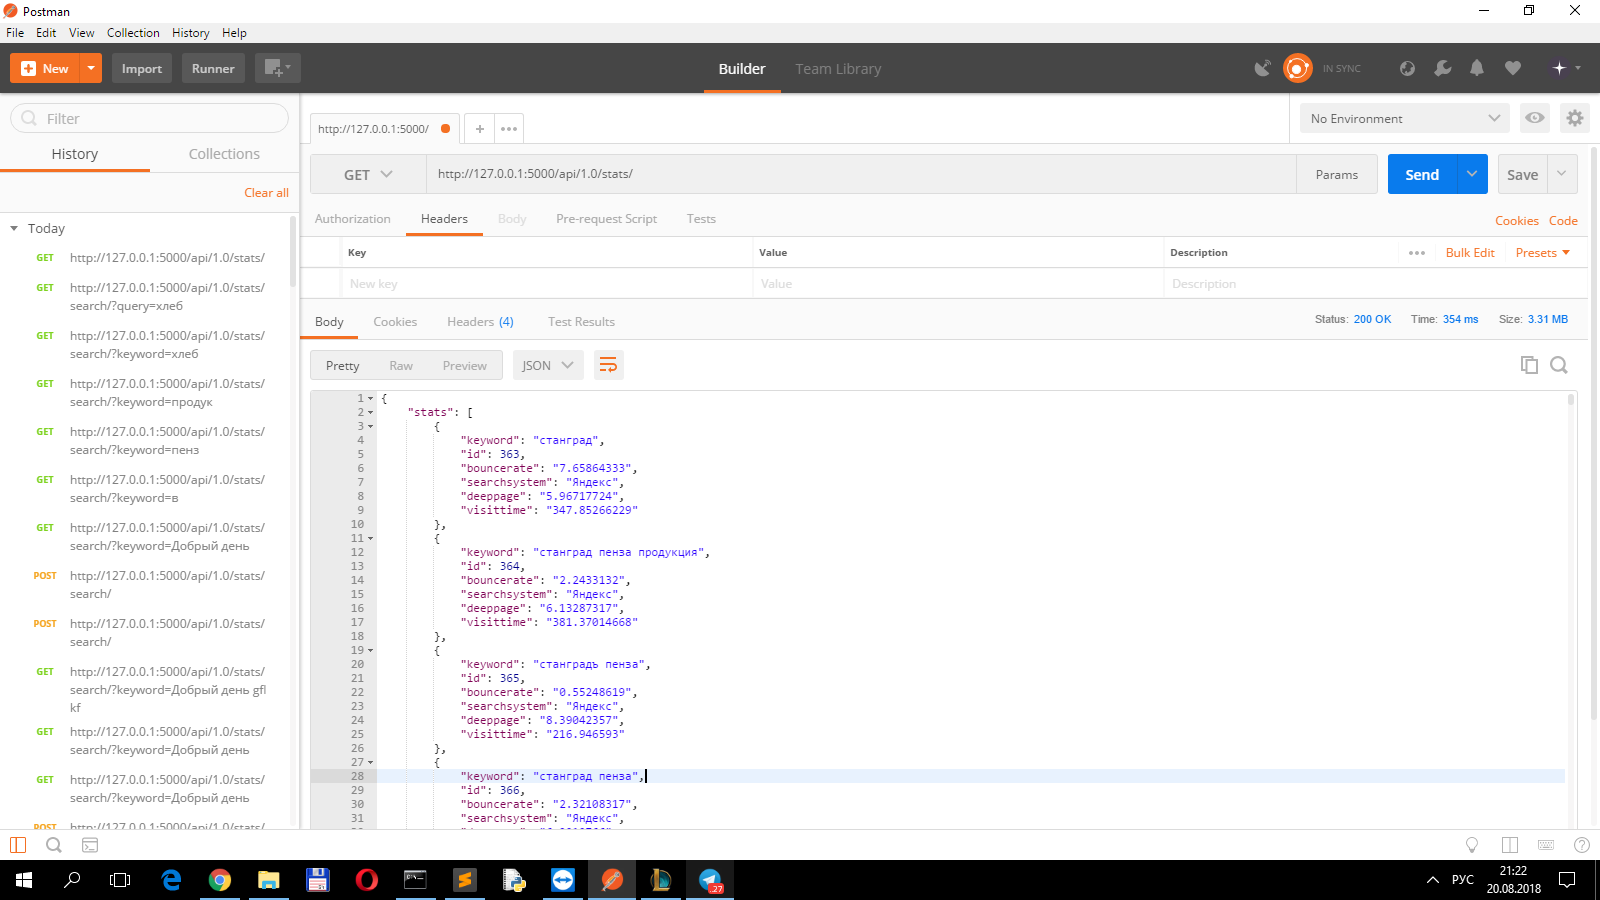 Postman
File Edit View Collection History Help
New Import Runner Builder Team Library IN SYNC
Filter
History Collections
Clear all
Today
GET http://127.0.0.1:5000/api/1.0/stats/
GET http://127.0.0.1:5000/api/1.0/stats/
search/?query=хлеб
GET http://127.0.0.1:5000/api/1.0/stats/
search/?keyword=хлеб
GET http://127.0.0.1:5000/api/1.0/stats/
search/?keyword=продук
GET http://127.0.0.1:5000/api/1.0/stats/
search/?keyword=пенз
GET http://127.0.0.1:5000/api/1.0/stats/
search/?keyword=в
GET http://127.0.0.1:5000/api/1.0/stats/
search/?keyword=Добрый день
POST http://127.0.0.1:5000/api/1.0/stats/
search/
POST http://127.0.0.1:5000/api/1.0/stats/
search/
GET http://127.0.0.1:5000/api/1.0/stats/
search/?keyword=Добрый день gfl
kf
GET http://127.0.0.1:5000/api/1.0/stats/
search/?keyword=Добрый день
GET http://127.0.0.1:5000/api/1.0/stats/
search/?keyword=Добрый день
POST http://127.0.0.1:5000/api/1.0/stats/
http://127.0.0.1:5000/
No Environment
GET http://127.0.0.1:5000/api/1.0/stats/ Params Send Save
Authorization Headers Body Pre-request Script Tests Cookies Code
Key Value Description Bulk Edit Presets
New key Value Description
Body Cookies Headers (4) Test Results Status: 200 OK Time: 354 ms Size: 3.31 MB
Pretty Raw Preview JSON
1 {
2 "stats": [
3 {
4 "keyword": "станград",
5 "id": 363,
6 "bouncerate": "7.65864333",
7 "searchsystem": "Яндекс",
8 "deeppage": "5.96717724",
9 "visittime": "347.85266229"
10 },
11 {
12 "keyword": "станград пенза продукция",
13 "id": 364,
14 "bouncerate": "2.2433132",
15 "searchsystem": "Яндекс",
16 "deeppage": "6.13287317",
17 "visittime": "381.37014668"
18 },
19 {
20 "keyword": "станградъ пенза",
21 "id": 365,
22 "bouncerate": "0.55248619",
23 "searchsystem": "Яндекс",
24 "deeppage": "8.39042357",
25 "visittime": "216.946593"
26 },
27 {
28 "keyword": "станград пенза",
29 "id": 366,
30 "bouncerate": "2.32108317",
31 "searchsystem": "Яндекс",
27
РУС
21:22
20.08.2018